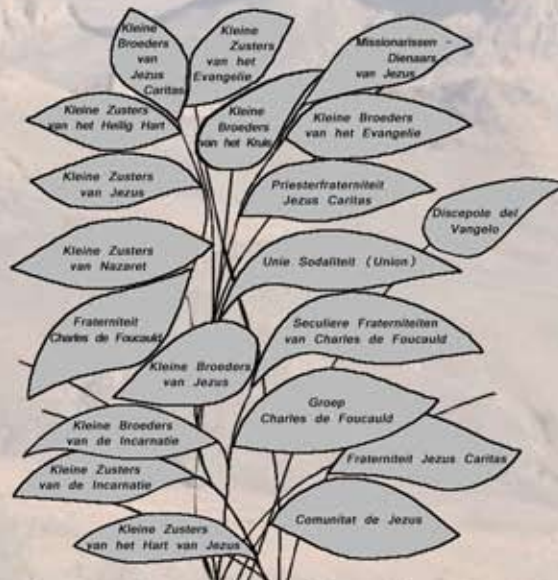 Kleine
Broeders
van
Jezus
Caritas
Kleine
Zusters
van het
Evangelie
Missionarissen -
Dienaars
van Jezus
Kleine Zusters
van het Heilig Hart
Kleine
Broeders
van het Kruis
Kleine Broeders
van het Evangelie
Kleine Zusters
van Jezus
Priesterfraterniteit
Jezus Caritas
Discepole del
Vangelo
Kleine Zusters
van Nazaret
Unie Sodaliteit (Union)
Fraterniteit
Charles de Foucauld
Seculiere Fraterniteiten
van Charles de Foucauld
Kleine Broeders
van Jezus
Groep
Charles de Foucauld
Kleine Broeders
van de Incarnatie
Fraterniteit Jezus Caritas
Kleine Zusters
van de Incarnatie
Comunitat de Jezus
Kleine Zusters
van het Hart van Jezus